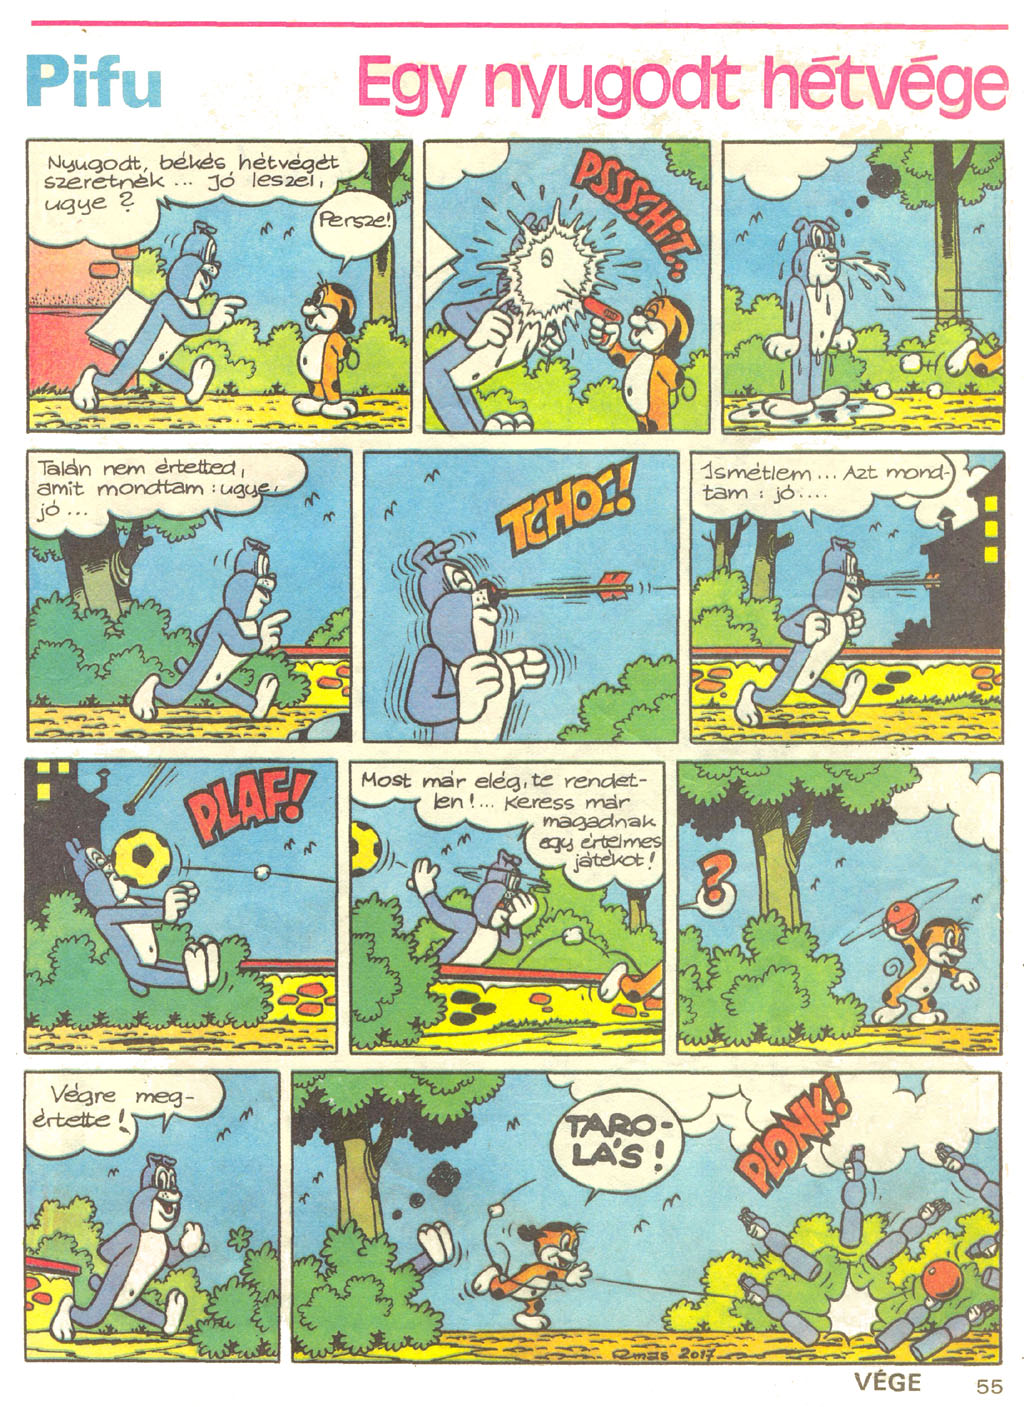 Pifu
Egy nyugodt hétvége
Nyugodt, békés hétvégét
szeretnék ... Jó leszel,
ugye ?
Persze!
PSSSCHIT...
Talán nem értetted,
amit mondtam : ugye,
jó ...
TCHOC!
Ismétlem ... Azt mond-
tam : jó ....
PLAF!
Most már elég, te rendet-
len ! ... Keress már
magadnak
egy értelmes
játékot !
?
Végre meg-
értette !
TARO-
LÁS !
PLONK!
VÉGE
55